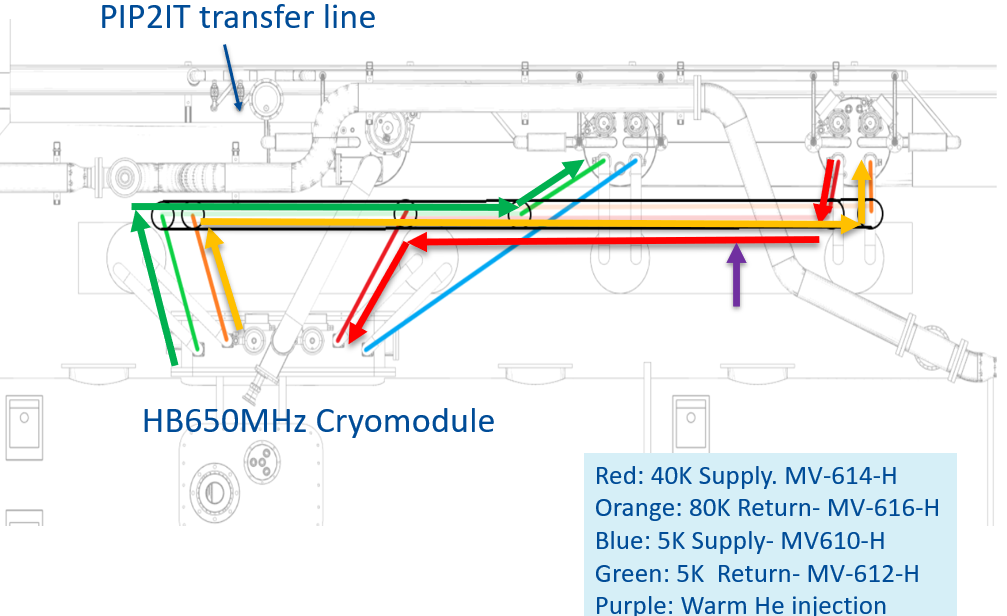 PIP2IT transfer line
HB650MHz Cryomodule
Red: 40K Supply. MV-614-H
Orange: 80K Return- MV-616-H
Blue: 5K Supply- MV610-H
Green: 5K  Return- MV-612-H
Purple: Warm He injection